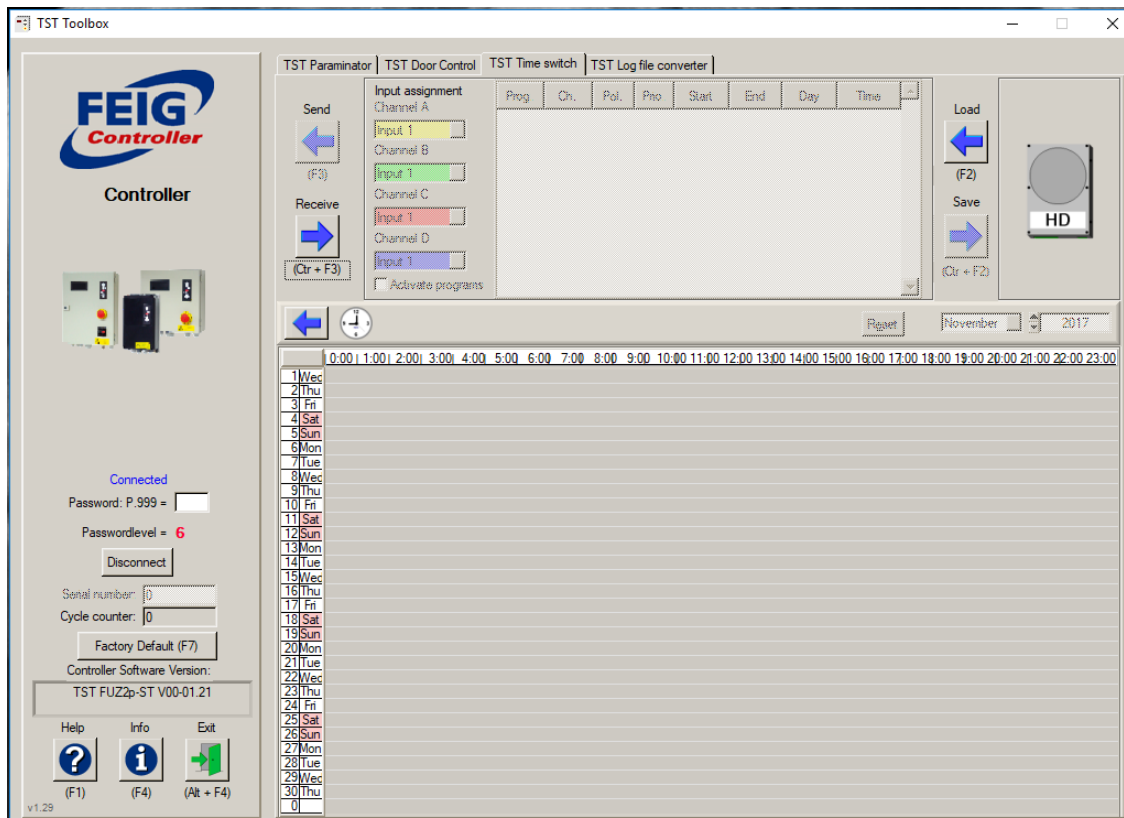 TST Toolbox
FEIG
Controller
Controller
Connected
Password: P.999 =
Passwordlevel = 6
Disconnect
Serial number: 0
Cycle counter: 0
Factory Default (F7)
Controller Software Version:
TST FUZ2p-ST V00-01.21
Help Info Exit
(F1) (F4) (Alt + F4)
v1.29
TST Paraminator TST Door Control TST Time switch TST Log file converter
Send
(F3)
Receive
(Ctr + F3)
Input assignment
Channel A
Input 1
Channel B
Input 1
Channel C
Input 1
Channel D
Input 1
Activate programs
Prog Ch. Pol. Pno Start End Day Time
Load
(F2)
Save
(Ctr + F2)
HD
Reset November 2017
0:00 1:00 2:00 3:00 4:00 5:00 6:00 7:00 8:00 9:00 10:00 11:00 12:00 13:00 14:00 15:00 16:00 17:00 18:00 19:00 20:00 21:00 22:00 23:00
1 Wed
2 Thu
3 Fri
4 Sat
5 Sun
6 Mon
7 Tue
8 Wed
9 Thu
10 Fri
11 Sat
12 Sun
13 Mon
14 Tue
15 Wed
16 Thu
17 Fri
18 Sat
19 Sun
20 Mon
21 Tue
22 Wed
23 Thu
24 Fri
25 Sat
26 Sun
27 Mon
28 Tue
29 Wed
30 Thu
0